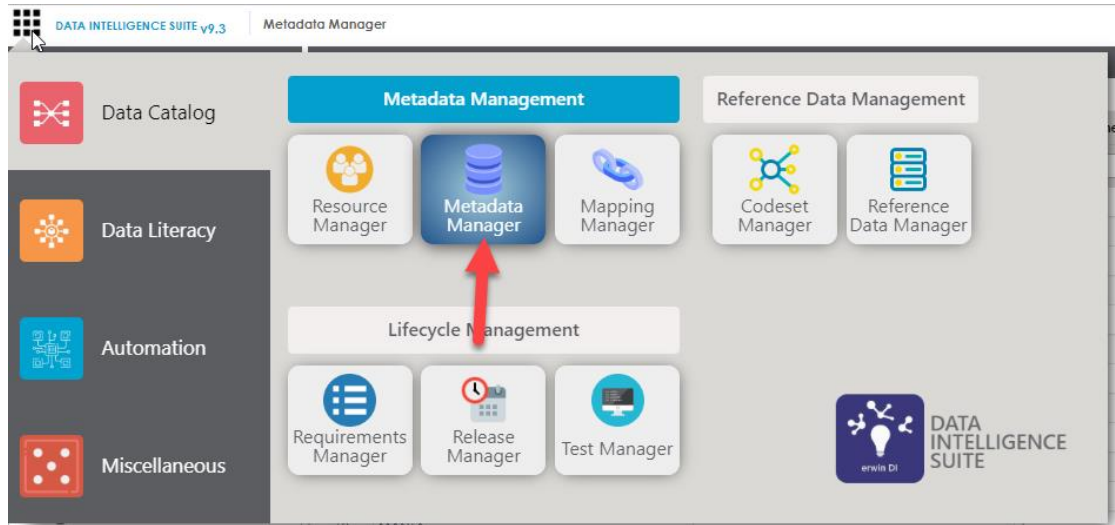 DATA INTELLIGENCE SUITE v9.3 Metadata Manager
Data Catalog
Data Literacy
Automation
Miscellaneous
Metadata Management
Resource
Manager
Metadata
Manager
Mapping
Manager
Reference Data Management
Codeset
Manager
Reference
Data Manager
Lifecycle Management
Requirements
Manager
Release
Manager
Test Manager
erwin DI
DATA
INTELLIGENCE
SUITE